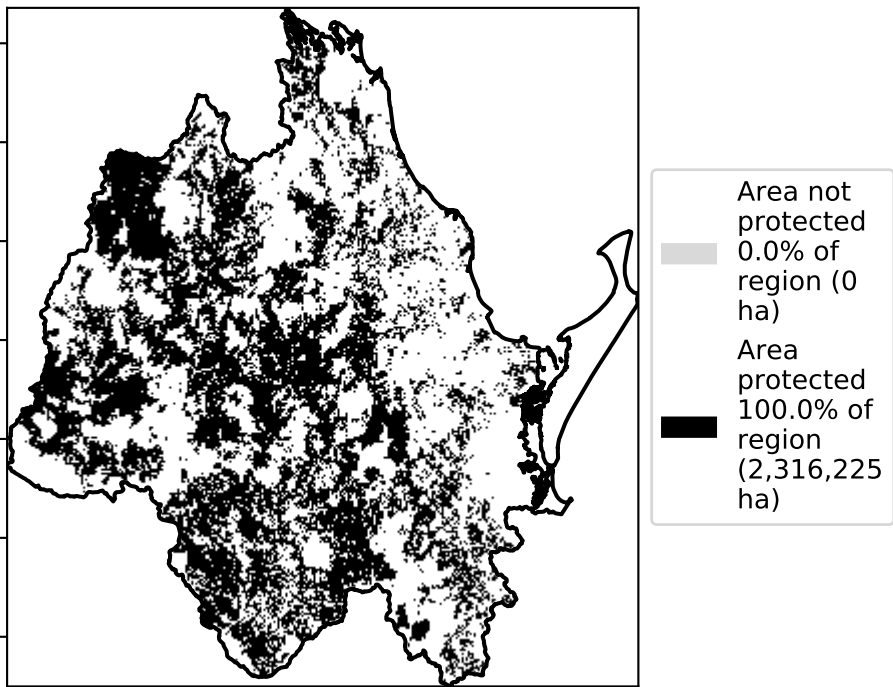 Area not
protected
0.0% of
region (0
ha)
Area
protected
100.0% of
region
(2,316,225
ha)